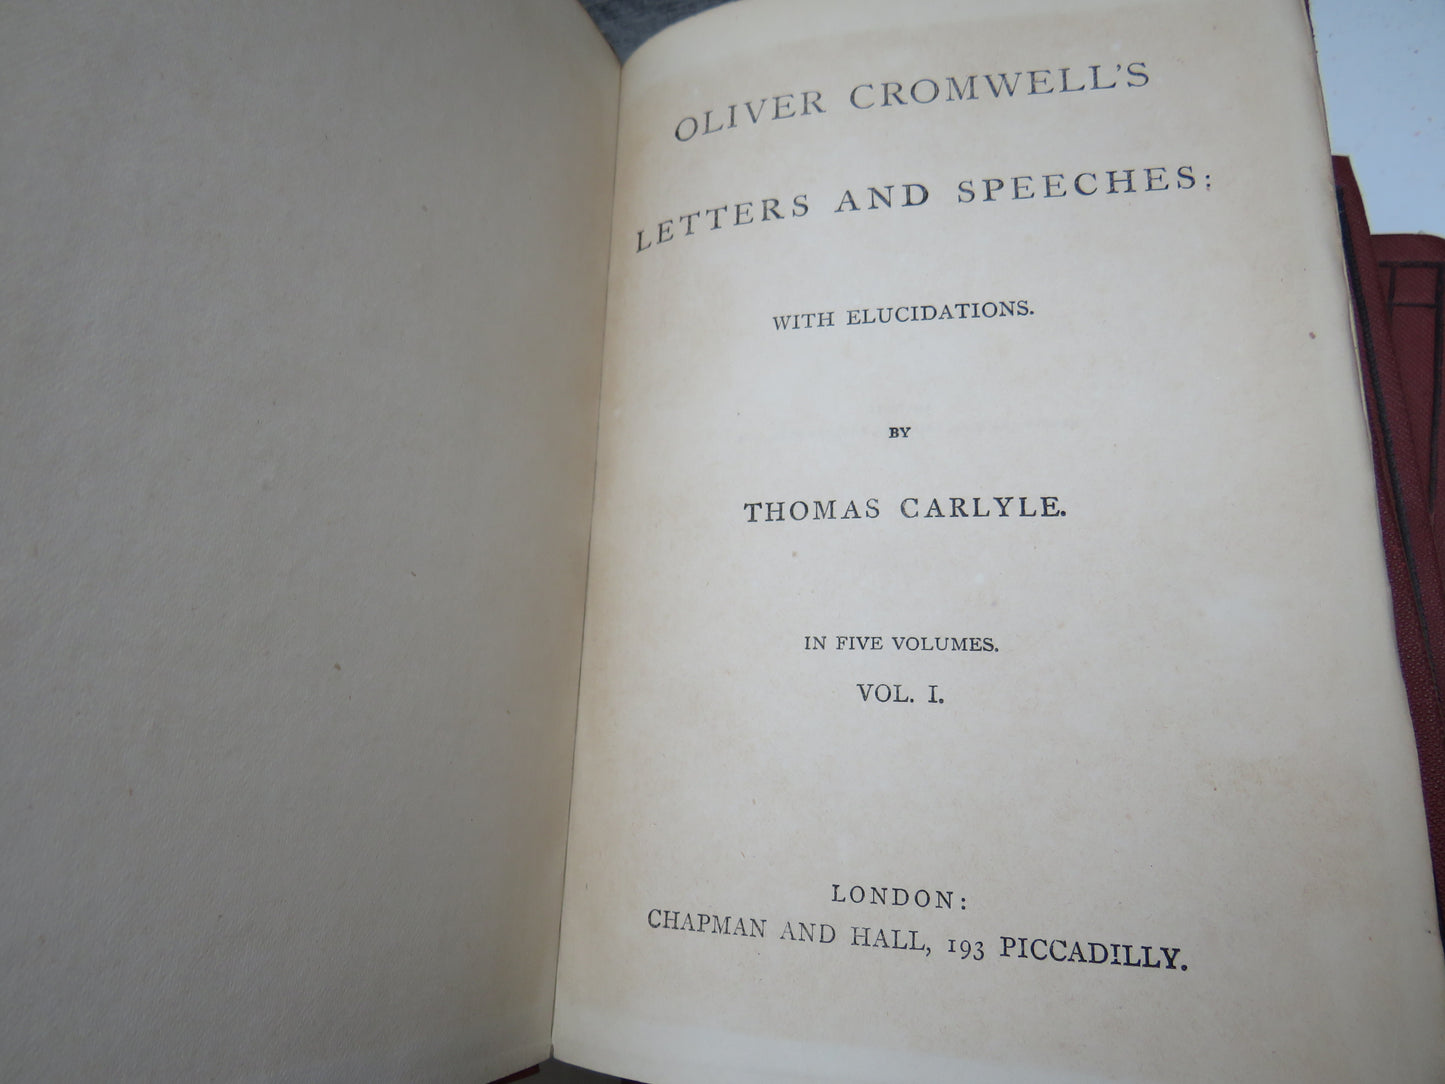 OLIVER CROMWELL'S
LETTERS AND SPEECHES:
WITH ELUCIDATIONS.
BY
THOMAS CARLYLE.
IN FIVE VOLUMES.
VOL. I.
LONDON:
CHAPMAN AND HALL, 193 PICCADILLY.